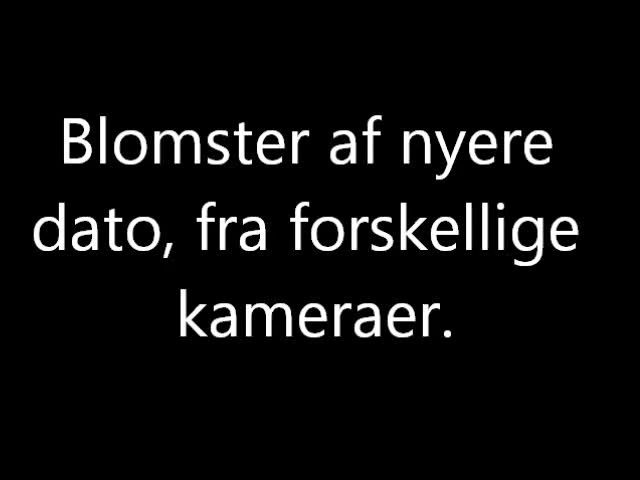 Blomster af nyere
dato, fra forskellige
kameraer.